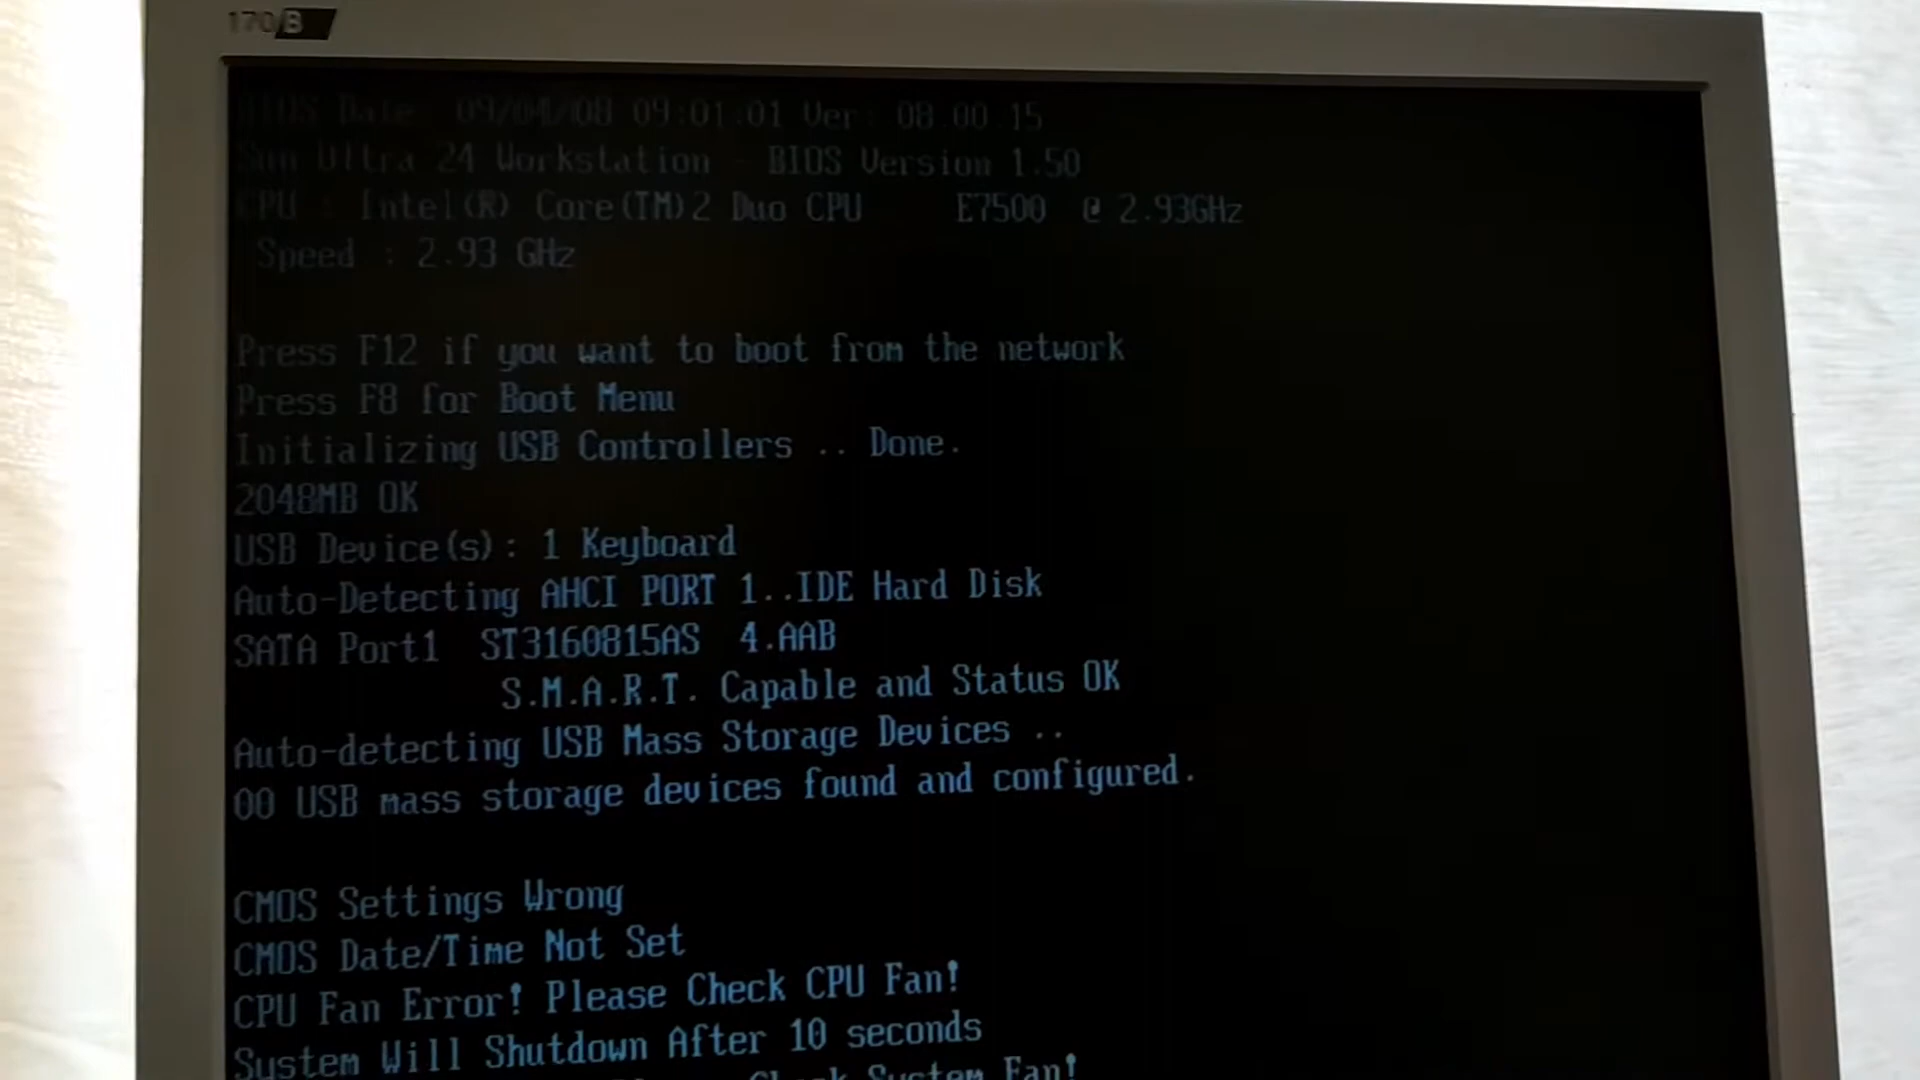 170B
BIOS Date: 09/04/08 09:01:01 Ver: 08.00.15
Sun Ultra 24 Workstation - BIOS Version 1.50
CPU : Intel(R) Core(TM)2 Duo CPU     E7500  @ 2.93GHz
Speed : 2.93 GHz
Press F12 if you want to boot from the network
Press F8 for Boot Menu
Initializing USB Controllers .. Done.
2048MB OK
USB Device(s): 1 Keyboard
Auto-Detecting AHCI PORT 1..IDE Hard Disk
SATA Port1  ST3160815AS  4.AAB
S.M.A.R.T. Capable and Status OK
Auto-detecting USB Mass Storage Devices ..
00 USB mass storage devices found and configured.
CMOS Settings Wrong
CMOS Date/Time Not Set
CPU Fan Error! Please Check CPU Fan!
System Will Shutdown After 10 seconds
Check System Fan!